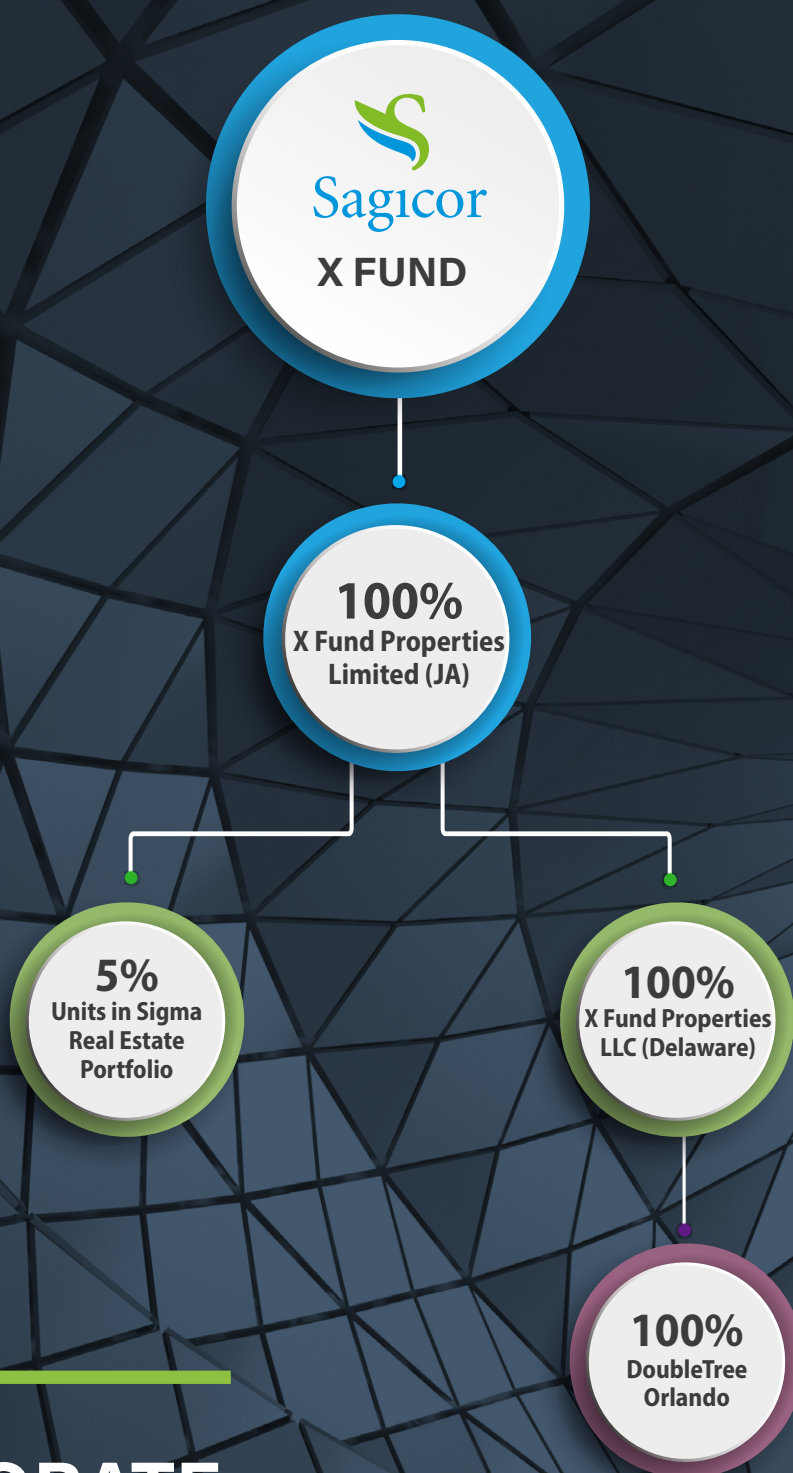 Sagicor
X FUND
100%
X Fund Properties
Limited (JA)
5%
Units in Sigma
Real Estate
Portfolio
100%
X Fund Properties
LLC (Delaware)
100%
DoubleTree
Orlando